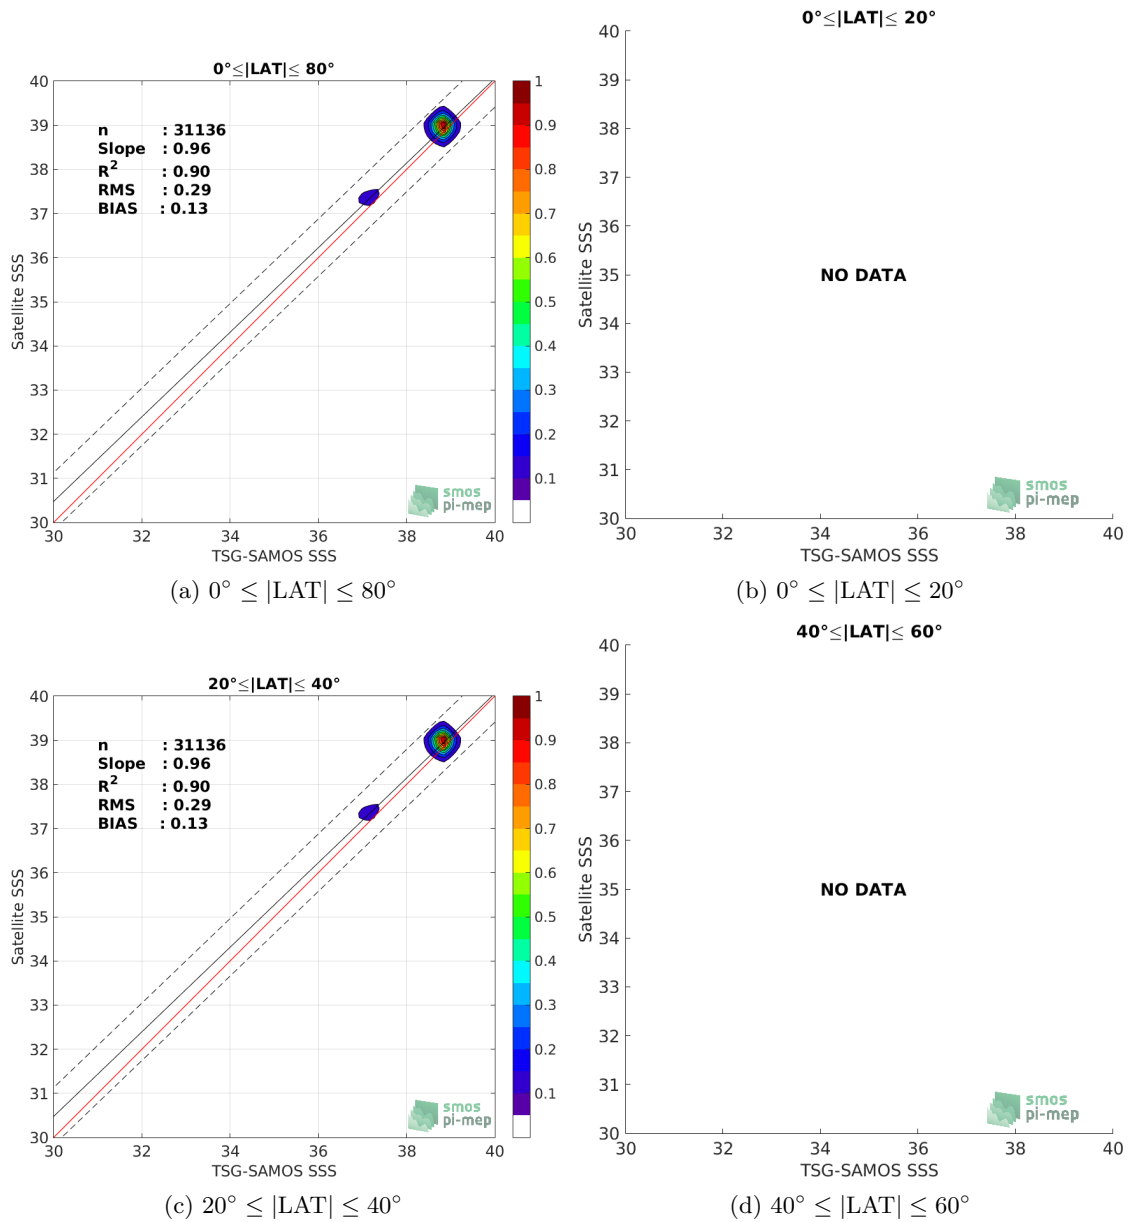 0°≤|LAT|≤ 80°
40
39
38
37
36
35
34
33
32
31
30
Satellite SSS
n : 31136
Slope : 0.96
R² : 0.90
RMS : 0.29
BIAS : 0.13
1
0.9
0.8
0.7
0.6
0.5
0.4
0.3
0.2
0.1
smos
pi-mep
30 32 34 36 38 40
TSG-SAMOS SSS
(a) 0° ≤ |LAT| ≤ 80°
0°≤|LAT|≤ 20°
40
39
38
37
36
35
34
33
32
31
30
Satellite SSS
NO DATA
smos
pi-mep
30 32 34 36 38 40
TSG-SAMOS SSS
(b) 0° ≤ |LAT| ≤ 20°
20°≤|LAT|≤ 40°
40
39
38
37
36
35
34
33
32
31
30
Satellite SSS
n : 31136
Slope : 0.96
R² : 0.90
RMS : 0.29
BIAS : 0.13
1
0.9
0.8
0.7
0.6
0.5
0.4
0.3
0.2
0.1
smos
pi-mep
30 32 34 36 38 40
TSG-SAMOS SSS
(c) 20° ≤ |LAT| ≤ 40°
40°≤|LAT|≤ 60°
40
39
38
37
36
35
34
33
32
31
30
Satellite SSS
NO DATA
smos
pi-mep
30 32 34 36 38 40
TSG-SAMOS SSS
(d) 40° ≤ |LAT| ≤ 60°